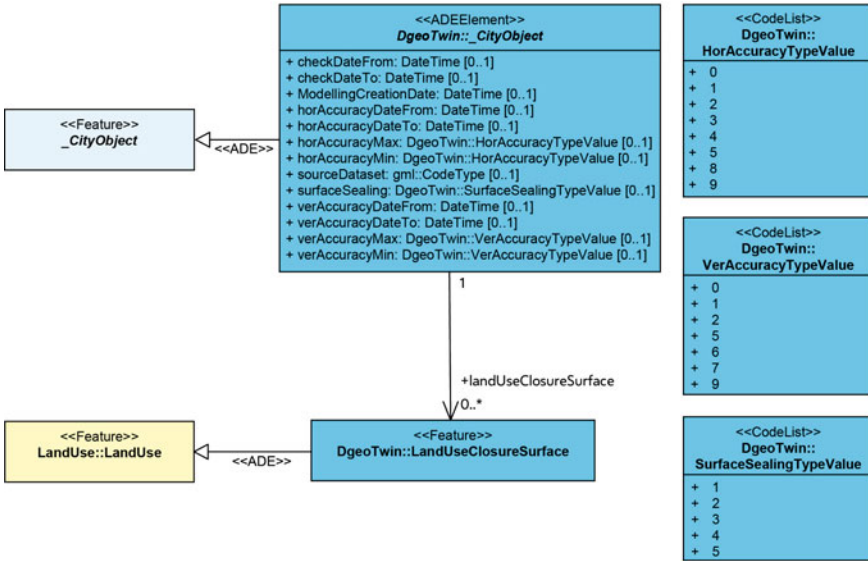 <<ADEElement>>
DgeoTwin::_CityObject
+ checkDateFrom: DateTime [0..1]
+ checkDateTo: DateTime [0..1]
+ ModellingCreationDate: DateTime [0..1]
+ horAccuracyDateFrom: DateTime [0..1]
+ horAccuracyDateTo: DateTime [0..1]
+ horAccuracyMax: DgeoTwin::HorAccuracyTypeValue [0..1]
+ horAccuracyMin: DgeoTwin::HorAccuracyTypeValue [0..1]
+ sourceDataset: gml::CodeType [0..1]
+ surfaceSealing: DgeoTwin::SurfaceSealingTypeValue [0..1]
+ verAccuracyDateFrom: DateTime [0..1]
+ verAccuracyDateTo: DateTime [0..1]
+ verAccuracyMax: DgeoTwin::VerAccuracyTypeValue [0..1]
+ verAccuracyMin: DgeoTwin::VerAccuracyTypeValue [0..1]
<<Feature>>
_CityObject
<<ADE>>
1
+landUseClosureSurface
0..*
<<Feature>>
LandUse::LandUse
<<ADE>>
<<Feature>>
DgeoTwin::LandUseClosureSurface
<<CodeList>>
DgeoTwin::
HorAccuracyTypeValue
+ 0
+ 1
+ 2
+ 3
+ 4
+ 5
+ 8
+ 9
<<CodeList>>
DgeoTwin::
VerAccuracyTypeValue
+ 0
+ 1
+ 2
+ 5
+ 6
+ 7
+ 9
<<CodeList>>
DgeoTwin::
SurfaceSealingTypeValue
+ 1
+ 2
+ 3
+ 4
+ 5